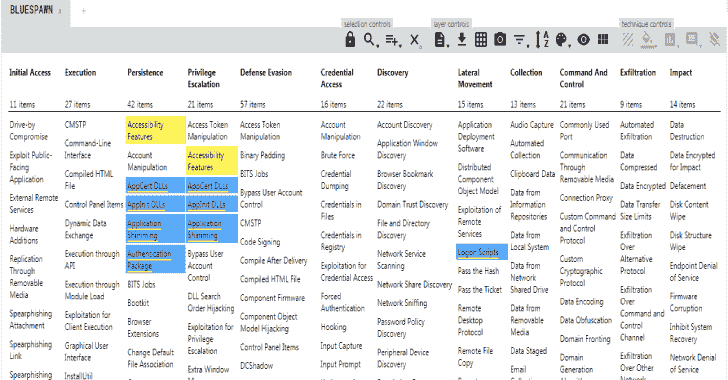 BLUESPAWN x +
selection controls layer controls technique controls
Initial Access
11 items
Drive-by
Compromise
Exploit Public-
Facing
Application
External Remote
Services
Hardware
Additions
Replication
Through
Removable
Media
Spearphishing
Attachment
Spearphishing
Link
Spearphishing
Execution
27 items
CMSTP
Command-Line
Interface
Compiled HTML
File
Control Panel Items
Dynamic Data
Exchange
Execution through
API
Execution through
Module Load
Exploitation for
Client Execution
Graphical User
Interface
InstallUtil
Persistence
42 items
Accessibility
Features
Account
Manipulation
AppCert DLLs
AppInit DLLs
Application
Shimming
Authentication
Package
BITS Jobs
Bootkit
Browser
Extensions
Change Default
File Association
Privilege
Escalation
21 items
Access Token
Manipulation
Accessibility
Features
AppCert DLLs
AppInit DLLs
Application
Shimming
Bypass User
Account
Control
DLL Search
Order Hijacking
Exploitation for
Privilege
Escalation
Extra Window
Defense Evasion
57 items
Access Token
Manipulation
Binary Padding
BITS Jobs
Bypass User Account
Control
CMSTP
Code Signing
Compile After Delivery
Compiled HTML File
Component Firmware
Component Object
Model Hijacking
Control Panel Items
DCShadow
Credential
Access
16 items
Account
Manipulation
Brute Force
Credential
Dumping
Credentials in
Files
Credentials in
Registry
Exploitation for
Credential Access
Forced
Authentication
Hooking
Input Capture
Input Prompt
Discovery
22 items
Account Discovery
Application Window
Discovery
Browser Bookmark
Discovery
Domain Trust Discovery
File and Directory
Discovery
Network Service
Scanning
Network Share Discovery
Network Sniffing
Password Policy
Discovery
Peripheral Device
Discovery
Lateral
Movement
15 items
Application
Deployment
Software
Distributed
Component
Object Model
Exploitation of
Remote
Services
Logon Scripts
Pass the Hash
Pass the Ticket
Remote
Desktop
Protocol
Remote File
Copy
Collection
13 items
Audio Capture
Automated
Collection
Clipboard Data
Data from
Information
Repositories
Data from
Local System
Data from
Network
Shared Drive
Data from
Removable
Media
Data Staged
Email
Command And
Control
21 items
Commonly Used
Port
Communication
Through
Removable Media
Connection Proxy
Custom Command
and Control
Protocol
Custom
Cryptographic
Protocol
Data Encoding
Data Obfuscation
Domain Fronting
Domain
Generation
Exfiltration
9 items
Automated
Exfiltration
Data
Compressed
Data Encrypted
Data Transfer
Size Limits
Exfiltration
Over
Alternative
Protocol
Exfiltration
Over
Command and
Control
Channel
Exfiltration
Over Other
Impact
14 items
Data
Destruction
Data Encrypted
for Impact
Defacement
Disk Content
Wipe
Disk Structure
Wipe
Endpoint Denial
of Service
Firmware
Corruption
Inhibit System
Recovery
Network Denial
of Service